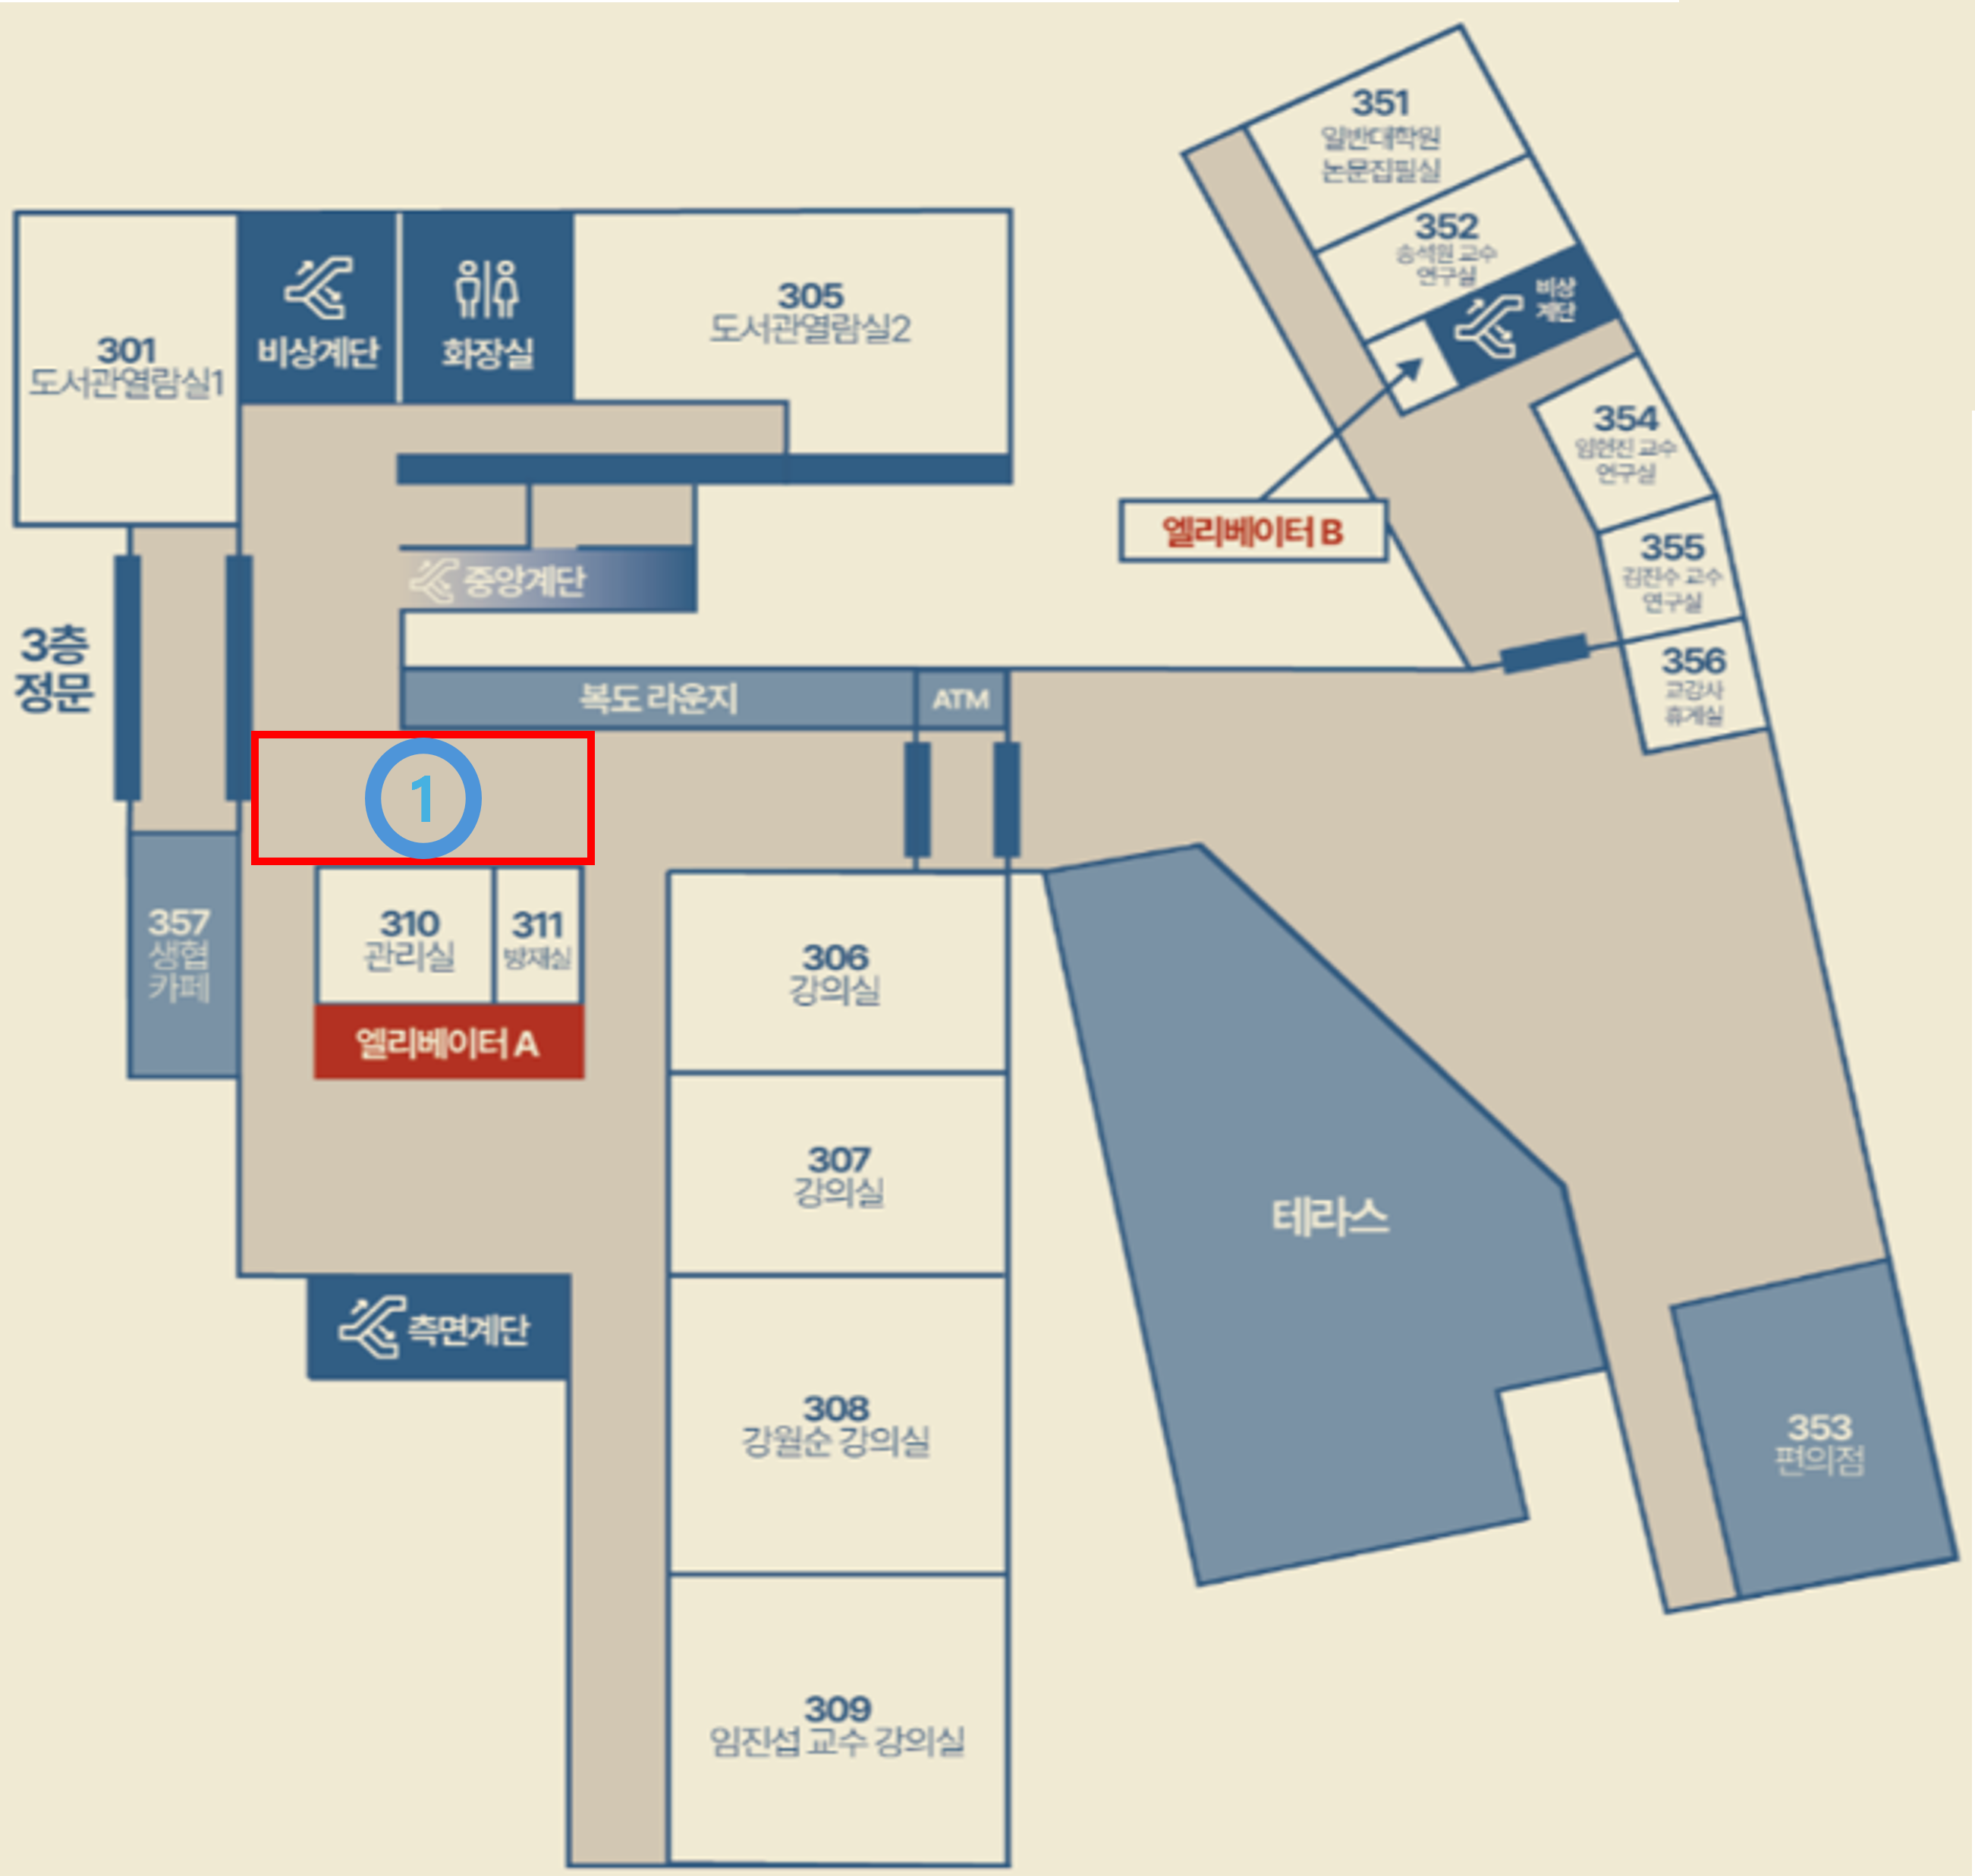 351
일반대학원
논문집필실
352
송석원 교수
연구실
비상
계단
301
도서관열람실1
비상계단
화장실
305
도서관열람실2
354
임현진 교수
연구실
엘리베이터 B
355
김진수 교수
연구실
중앙계단
3층
정문
356
교강사
휴게실
복도 라운지
ATM
1
357
생협
카페
310
관리실
311
방재실
306
강의실
엘리베이터 A
307
강의실
테라스
측면계단
308
강월순 강의실
353
편의점
309
임진섭 교수 강의실